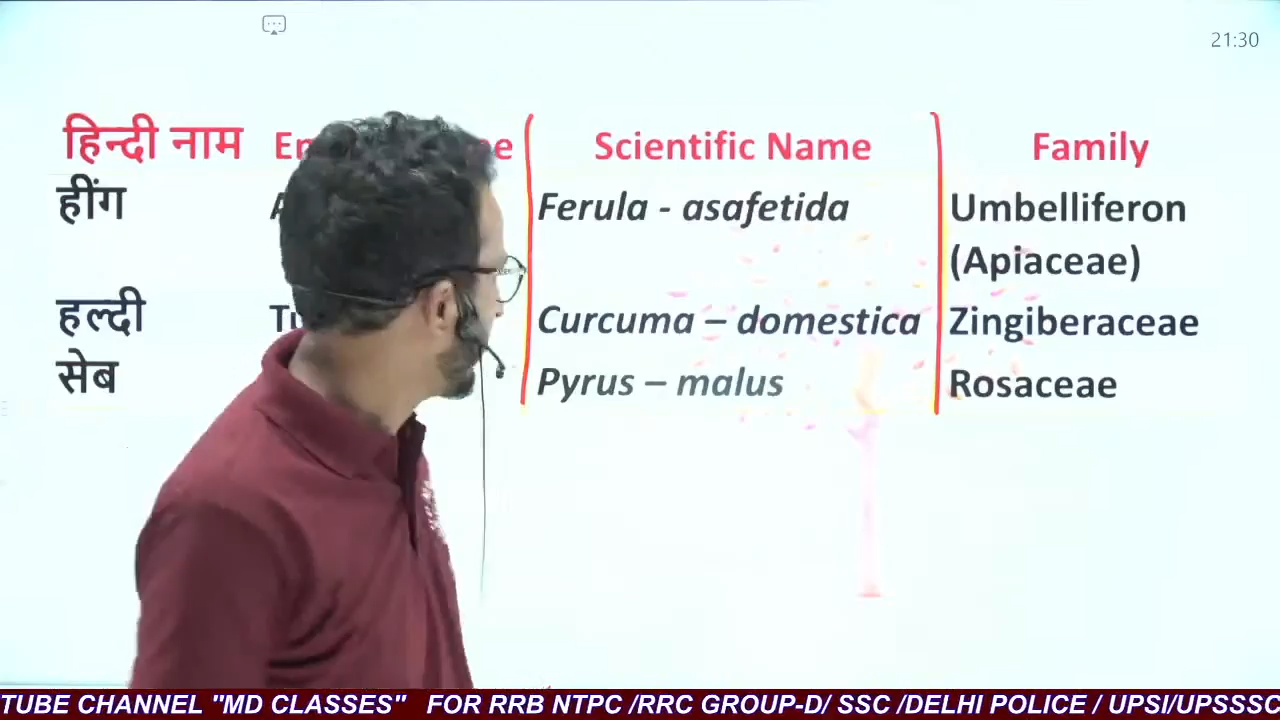 21:30
हिन्दी नाम Scientific Name Family
हींग Ferula - asafetida Umbelliferon
(Apiaceae)
हल्दी Curcuma – domestica Zingiberaceae
सेब Pyrus – malus Rosaceae
TUBE CHANNEL "MD CLASSES" FOR RRB NTPC /RRC GROUP-D/ SSC /DELHI POLICE / UPSI/UPSSSC